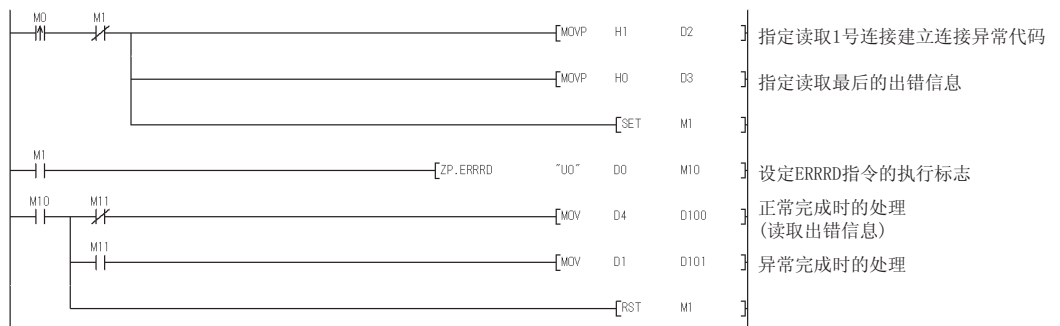 M0 M1
MOVP H1 D2 指定读取1号连接建立连接异常代码
MOVP H0 D3 指定读取最后的出错信息
SET M1
M1
ZP.ERRRD "U0" D0 M10 设定ERRRD指令的执行标志
M10 M11
MOV D4 D100 正常完成时的处理
(读取出错信息)
M11
MOV D1 D101 异常完成时的处理
RST M1